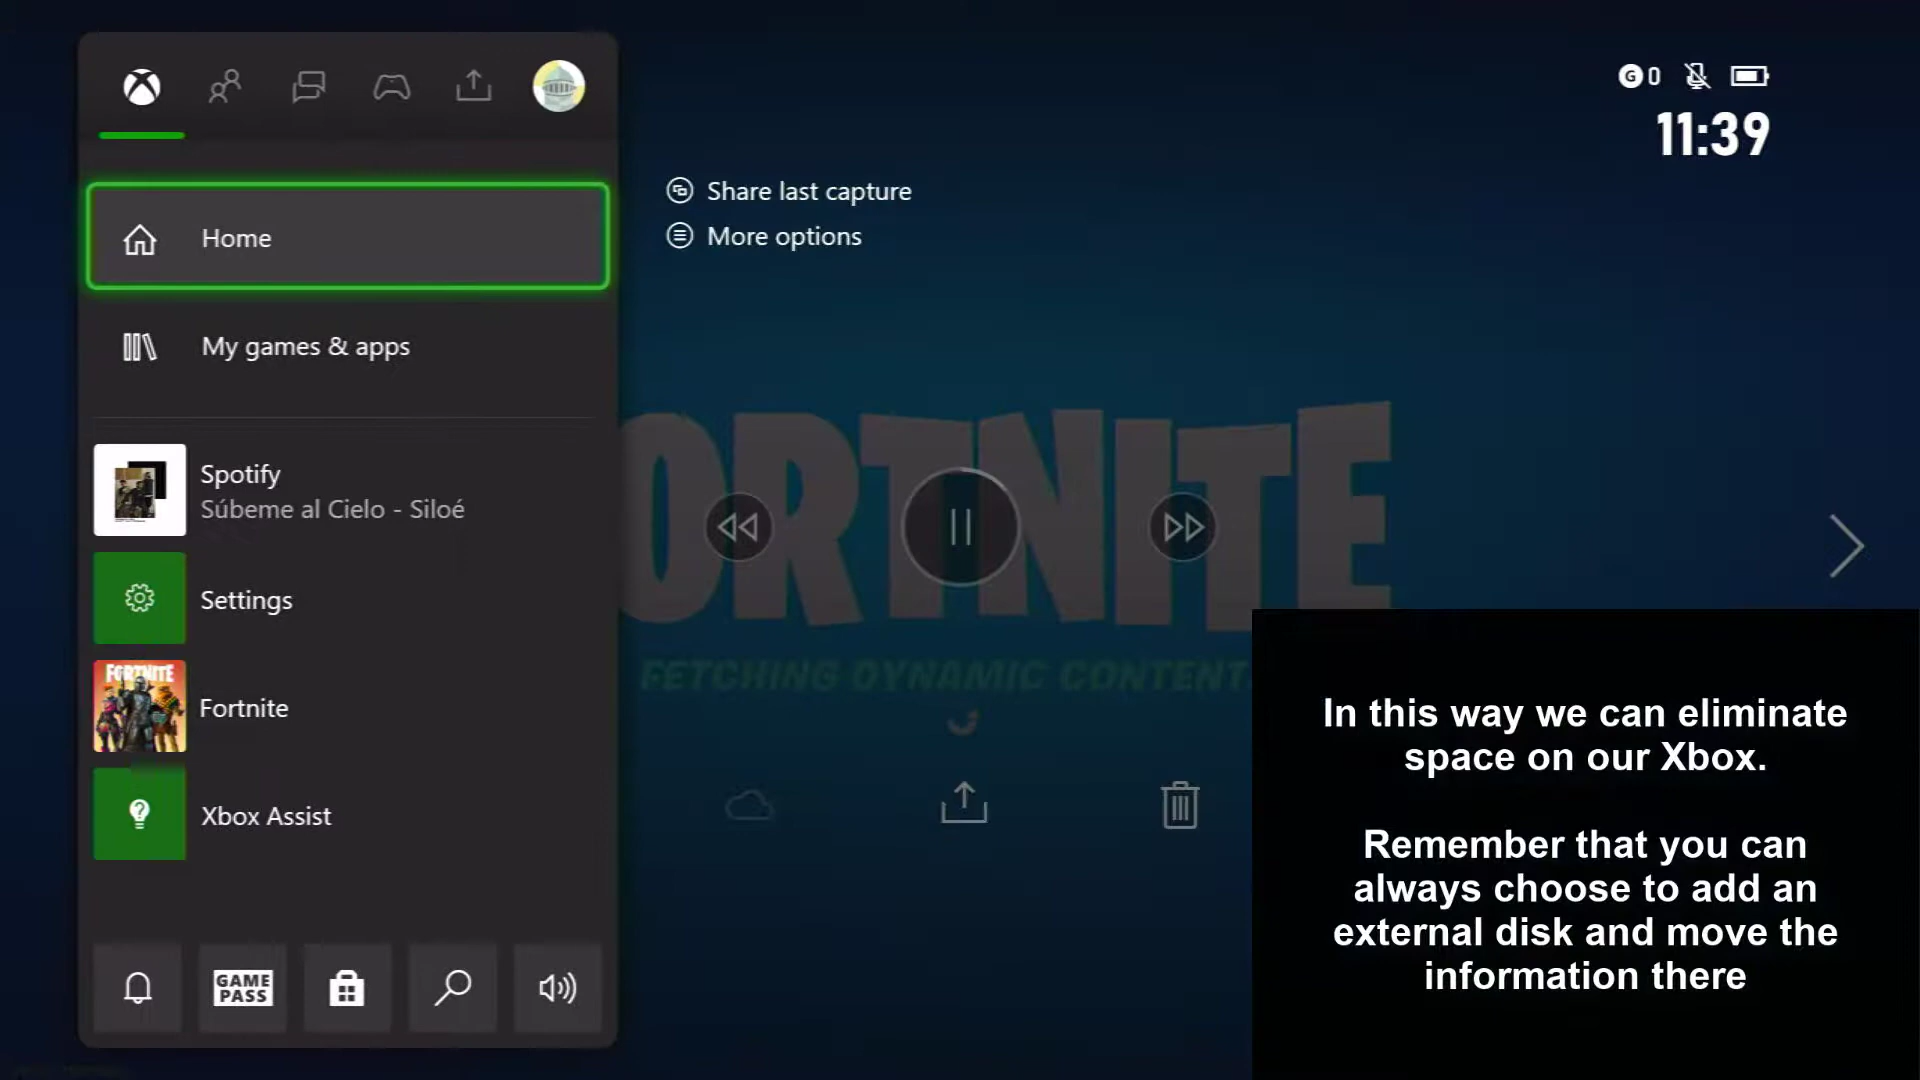 G 0
11:39
Share last capture
More options
Home
My games & apps
Spotify
Súbeme al Cielo - Siloé
Settings
FORTNITE
Fortnite
Xbox Assist
GAME
PASS
ORTNITE
FETCHING DYNAMIC CONTENT
In this way we can eliminate
space on our Xbox.
Remember that you can
always choose to add an
external disk and move the
information there